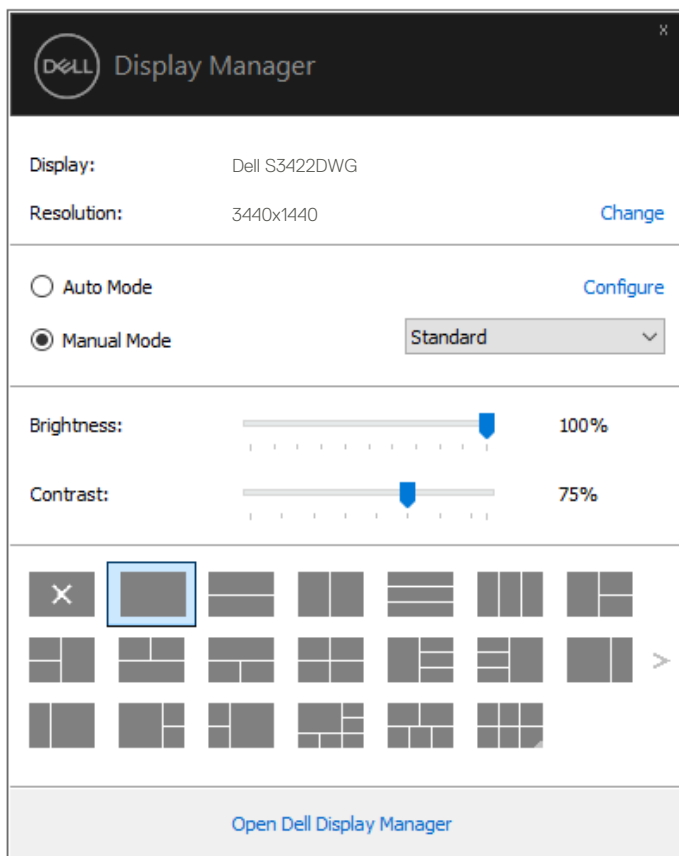 x
DELL Display Manager
Display: Dell S3422DWG
Resolution: 3440x1440 Change
Auto Mode Configure
Manual Mode Standard
Brightness: 100%
Contrast: 75%
Open Dell Display Manager